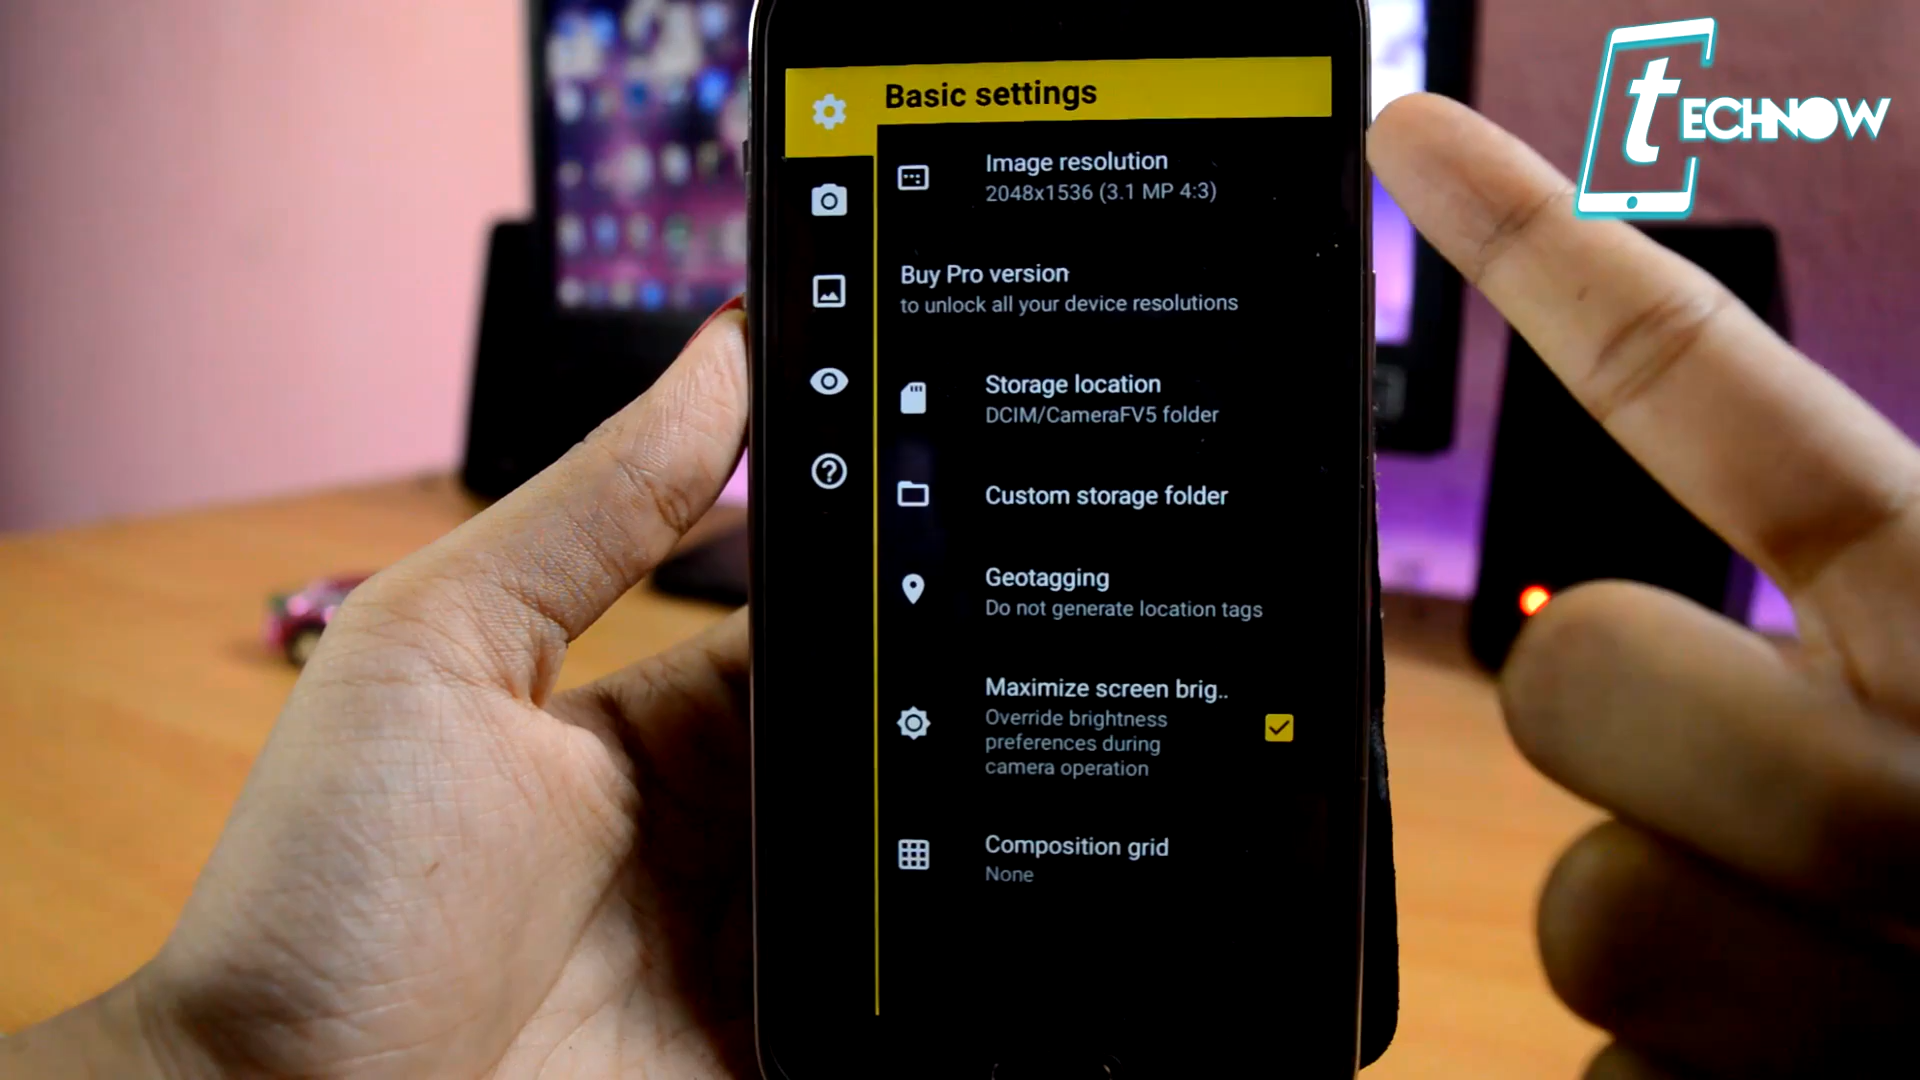 tECHNOW
Basic settings
Image resolution
2048x1536 (3.1 MP 4:3)
Buy Pro version
to unlock all your device resolutions
Storage location
DCIM/CameraFV5 folder
Custom storage folder
Geotagging
Do not generate location tags
Maximize screen brig..
Override brightness
preferences during
camera operation
Composition grid
None